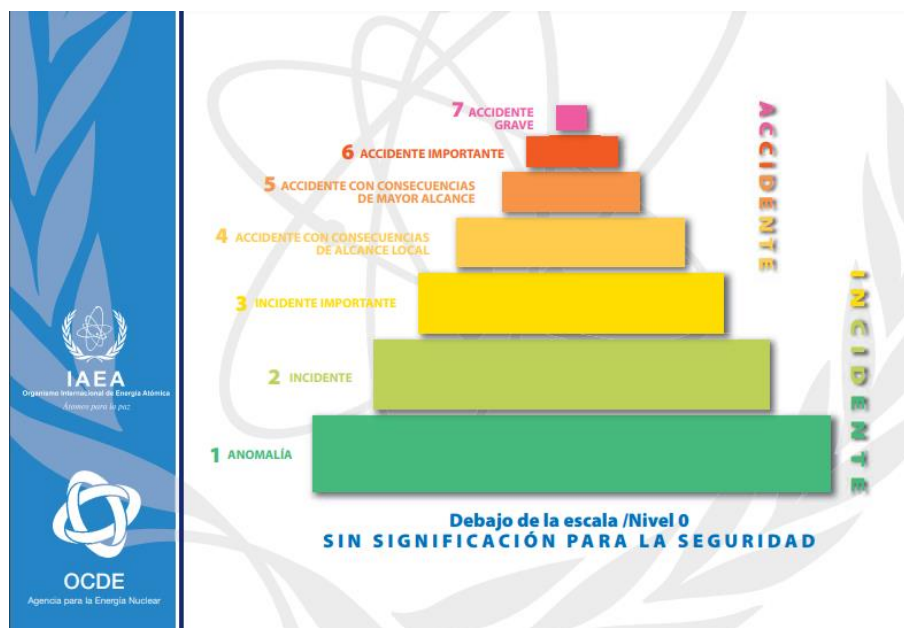 7 ACCIDENTE
GRAVE
6 ACCIDENTE IMPORTANTE
5 ACCIDENTE CON CONSECUENCIAS
DE MAYOR ALCANCE
4 ACCIDENTE CON CONSECUENCIAS
DE ALCANCE LOCAL
3 INCIDENTE IMPORTANTE
2 INCIDENTE
1 ANOMALÍA
ACCIDENTE
INCIDENTE
Debajo de la escala /Nivel 0
SIN SIGNIFICACIÓN PARA LA SEGURIDAD
IAEA
Organismo Internacional de Energía Atómica
Átomos para la paz
OCDE
Agencia para la Energía Nuclear